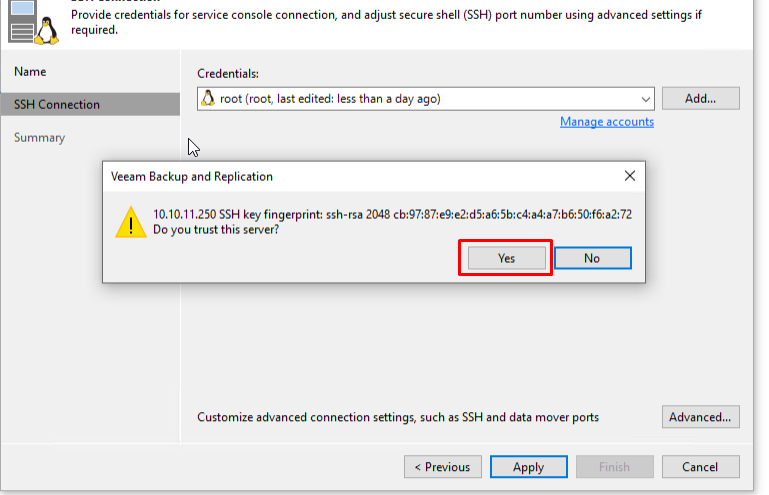 Provide credentials for service console connection, and adjust secure shell (SSH) port number using advanced settings if
required.
Name
SSH Connection
Summary
Credentials:
root (root, last edited: less than a day ago)
Add...
Manage accounts
Veeam Backup and Replication
10.10.11.250 SSH key fingerprint: ssh-rsa 2048 cb:97:87:e9:e2:d5:a6:5b:c4:a4:a7:b6:50:f6:a2:72
Do you trust this server?
Yes
No
Customize advanced connection settings, such as SSH and data mover ports
Advanced...
< Previous
Apply
Finish
Cancel